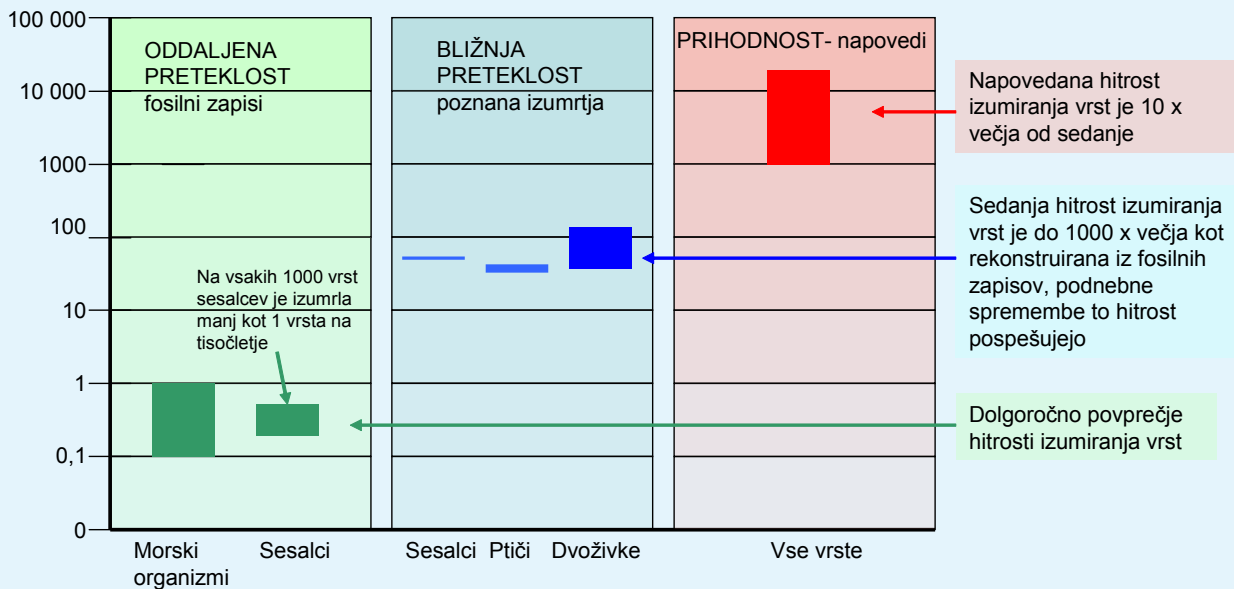 100 000
10 000
1000
100
10
1
0,1
0
ODDALJENA
PRETEKLOST
fosilni zapisi
Na vsakih 1000 vrst
sesalcev je izumrla
manj kot 1 vrsta na
tisočletje
BLIŽNJA
PRETEKLOST
poznana izumrtja
PRIHODNOST- napovedi
Napovedana hitrost
izumiranja vrst je 10 x
večja od sedanje
Sedanja hitrost izumiranja
vrst je do 1000 x večja kot
rekonstruirana iz fosilnih
zapisov, podnebne
spremembe to hitrost
pospešujejo
Dolgoročno povprečje
hitrosti izumiranja vrst
Morski
organizmi
Sesalci
Sesalci
Ptiči
Dvoživke
Vse vrste